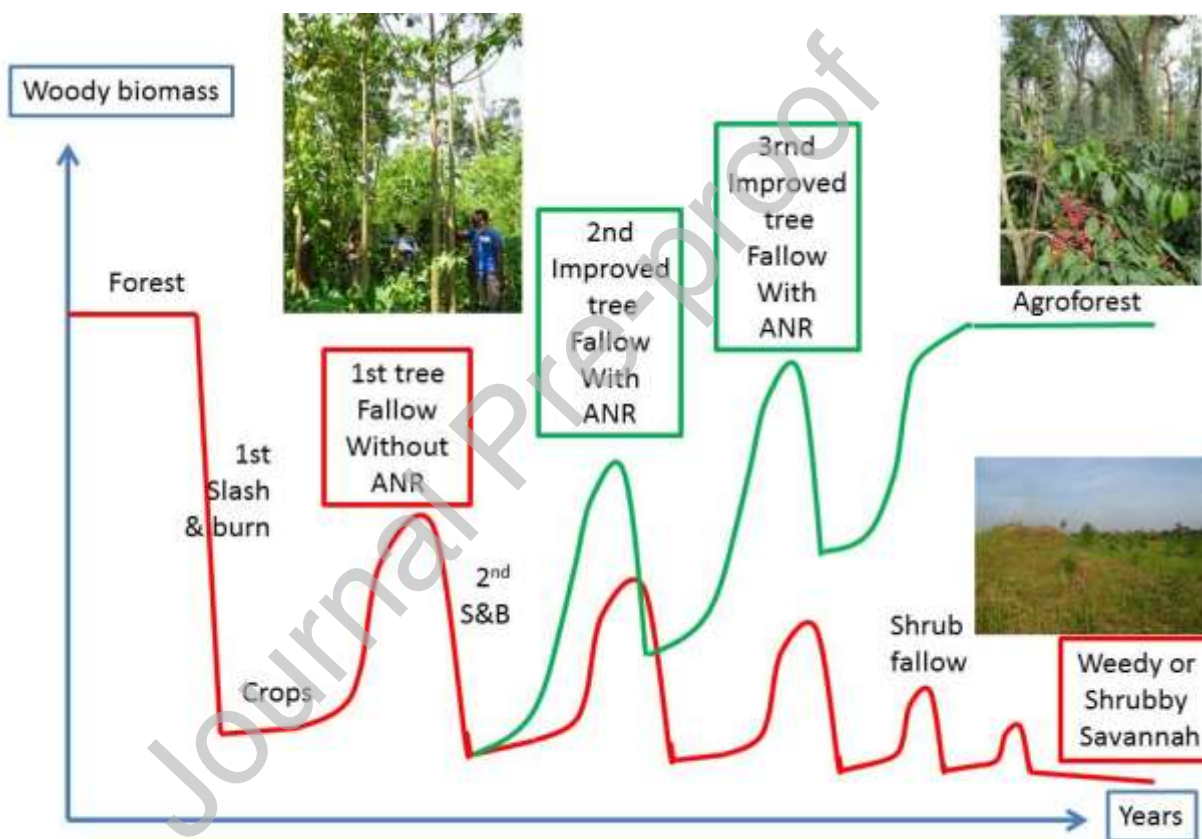 Woody biomass
Forest
1st
Slash
& burn
Crops
1st tree
Fallow
Without
ANR
2nd
S&B
2nd
Improved
tree
Fallow
With
ANR
3rnd
Improved
tree
Fallow
With
ANR
Agroforest
Shrub
fallow
Weedy or
Shrubby
Savannah
Years
Journal Pre-proof